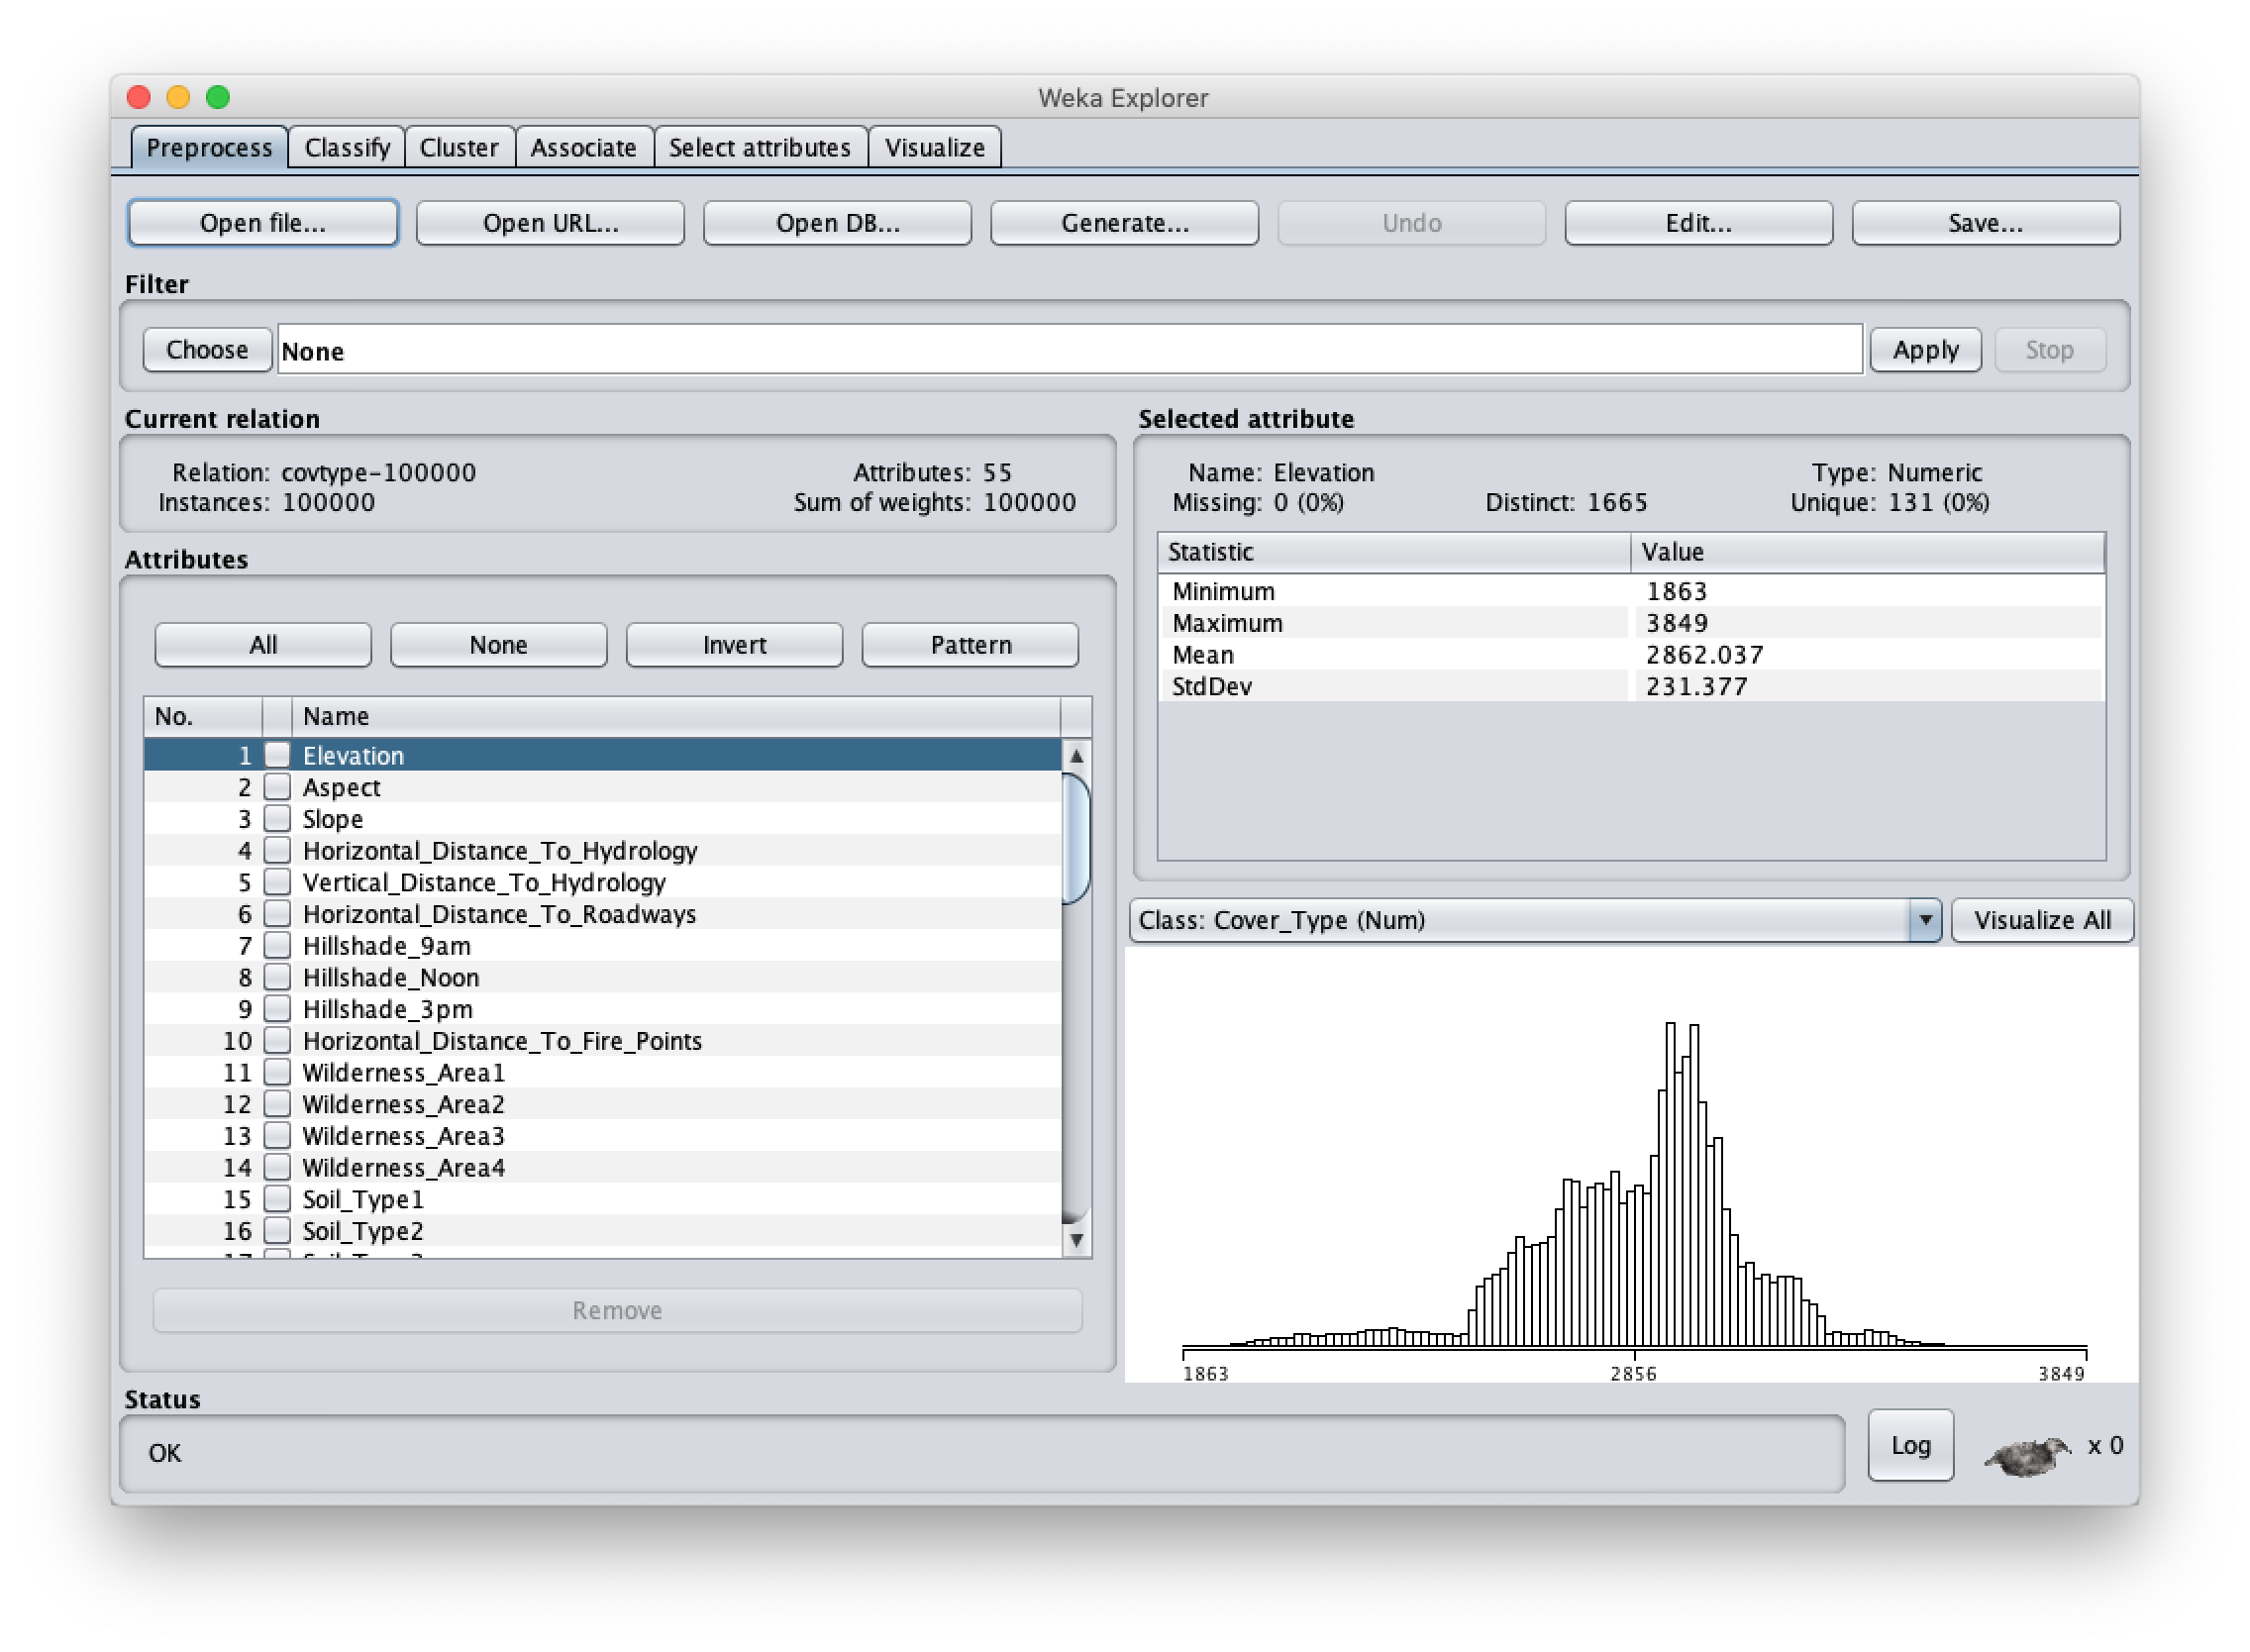 Weka Explorer
Preprocess Classify Cluster Associate Select attributes Visualize
Open file... Open URL... Open DB... Generate... Undo Edit... Save...
Filter
Choose None Apply Stop
Current relation
Relation: covtype-100000 Attributes: 55
Instances: 100000 Sum of weights: 100000
Attributes
All None Invert Pattern
No. Name
1 Elevation
2 Aspect
3 Slope
4 Horizontal_Distance_To_Hydrology
5 Vertical_Distance_To_Hydrology
6 Horizontal_Distance_To_Roadways
7 Hillshade_9am
8 Hillshade_Noon
9 Hillshade_3pm
10 Horizontal_Distance_To_Fire_Points
11 Wilderness_Area1
12 Wilderness_Area2
13 Wilderness_Area3
14 Wilderness_Area4
15 Soil_Type1
16 Soil_Type2
Remove
Selected attribute
Name: Elevation Type: Numeric
Missing: 0 (0%) Distinct: 1665 Unique: 131 (0%)
Statistic Value
Minimum 1863
Maximum 3849
Mean 2862.037
StdDev 231.377
Class: Cover_Type (Num) Visualize All
1863 2856 3849
Status
OK
Log x 0